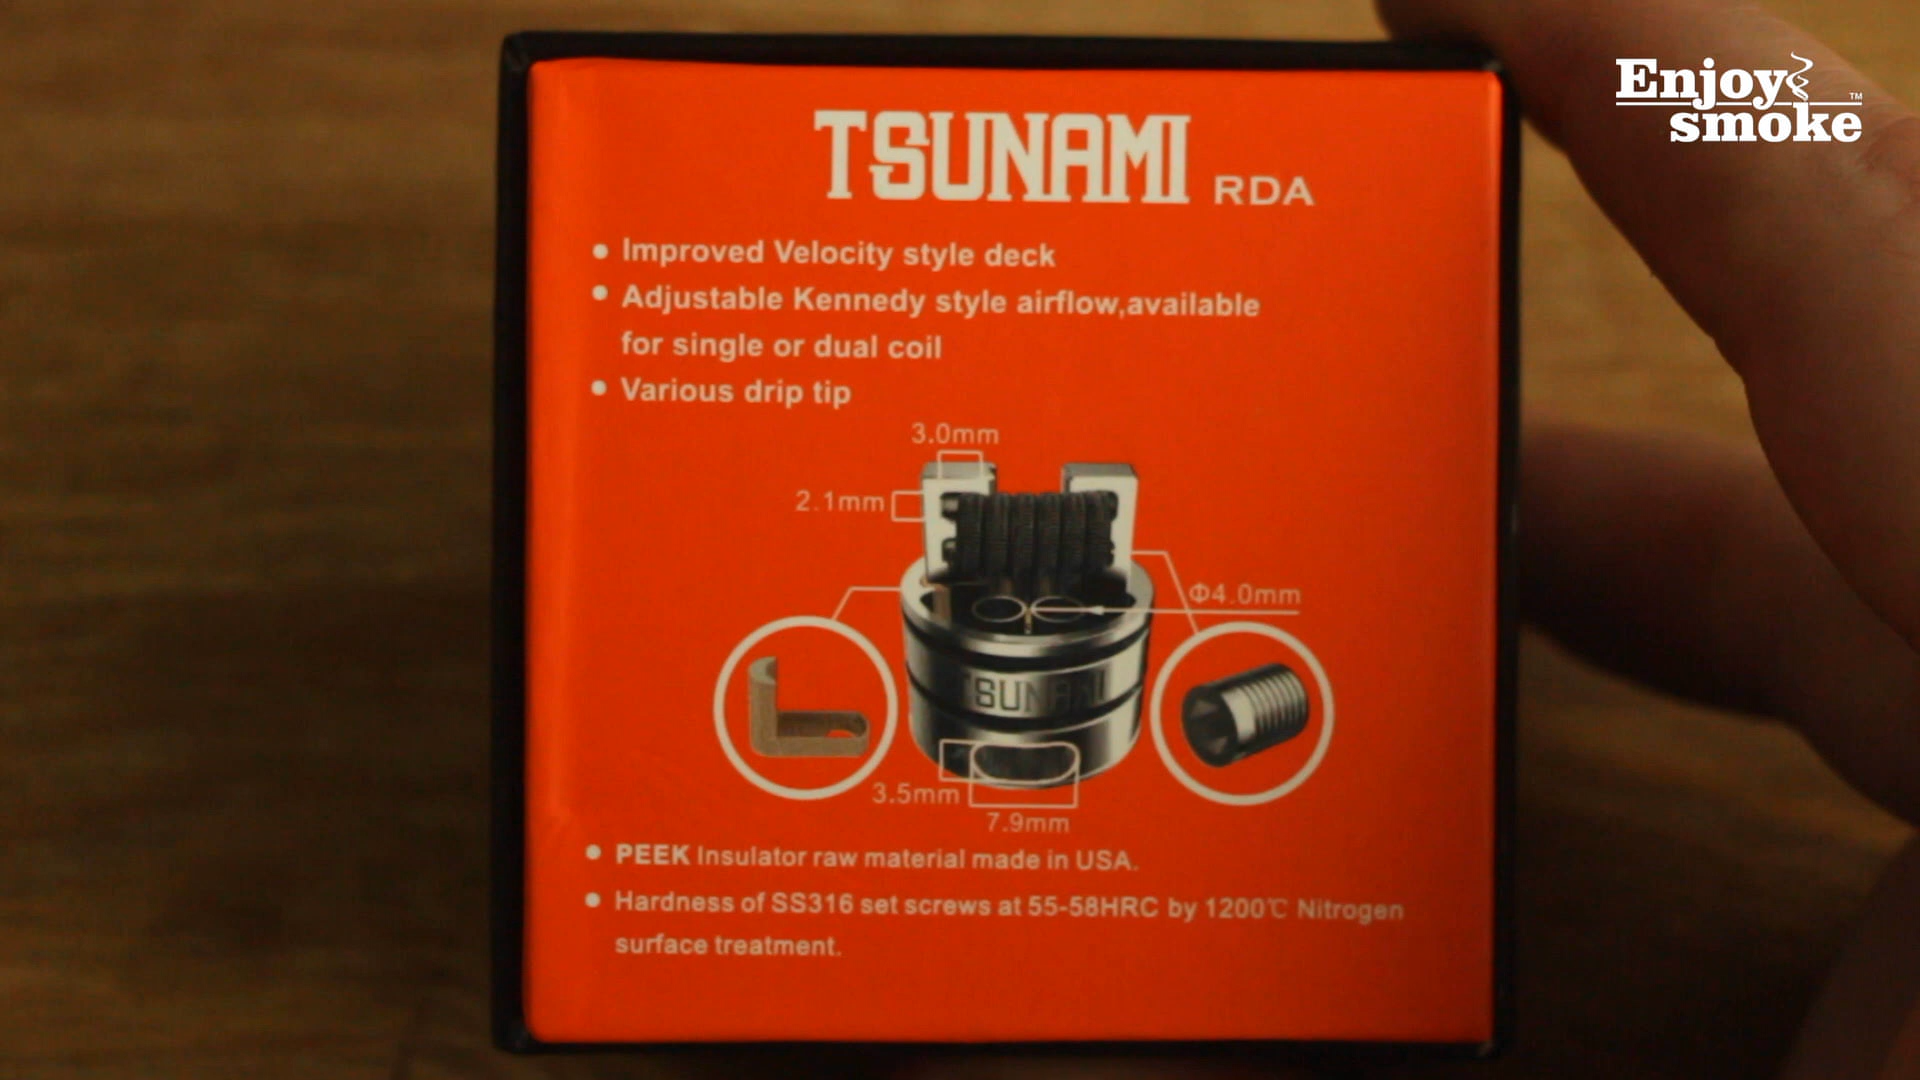 Enjoy
smoke ™
TSUNAMI RDA
• Improved Velocity style deck
• Adjustable Kennedy style airflow,available
for single or dual coil
• Various drip tip
3.0mm
2.1mm
Φ4.0mm
TSUNAMI
3.5mm
7.9mm
• PEEK Insulator raw material made in USA.
• Hardness of SS316 set screws at 55-58HRC by 1200℃ Nitrogen
surface treatment.